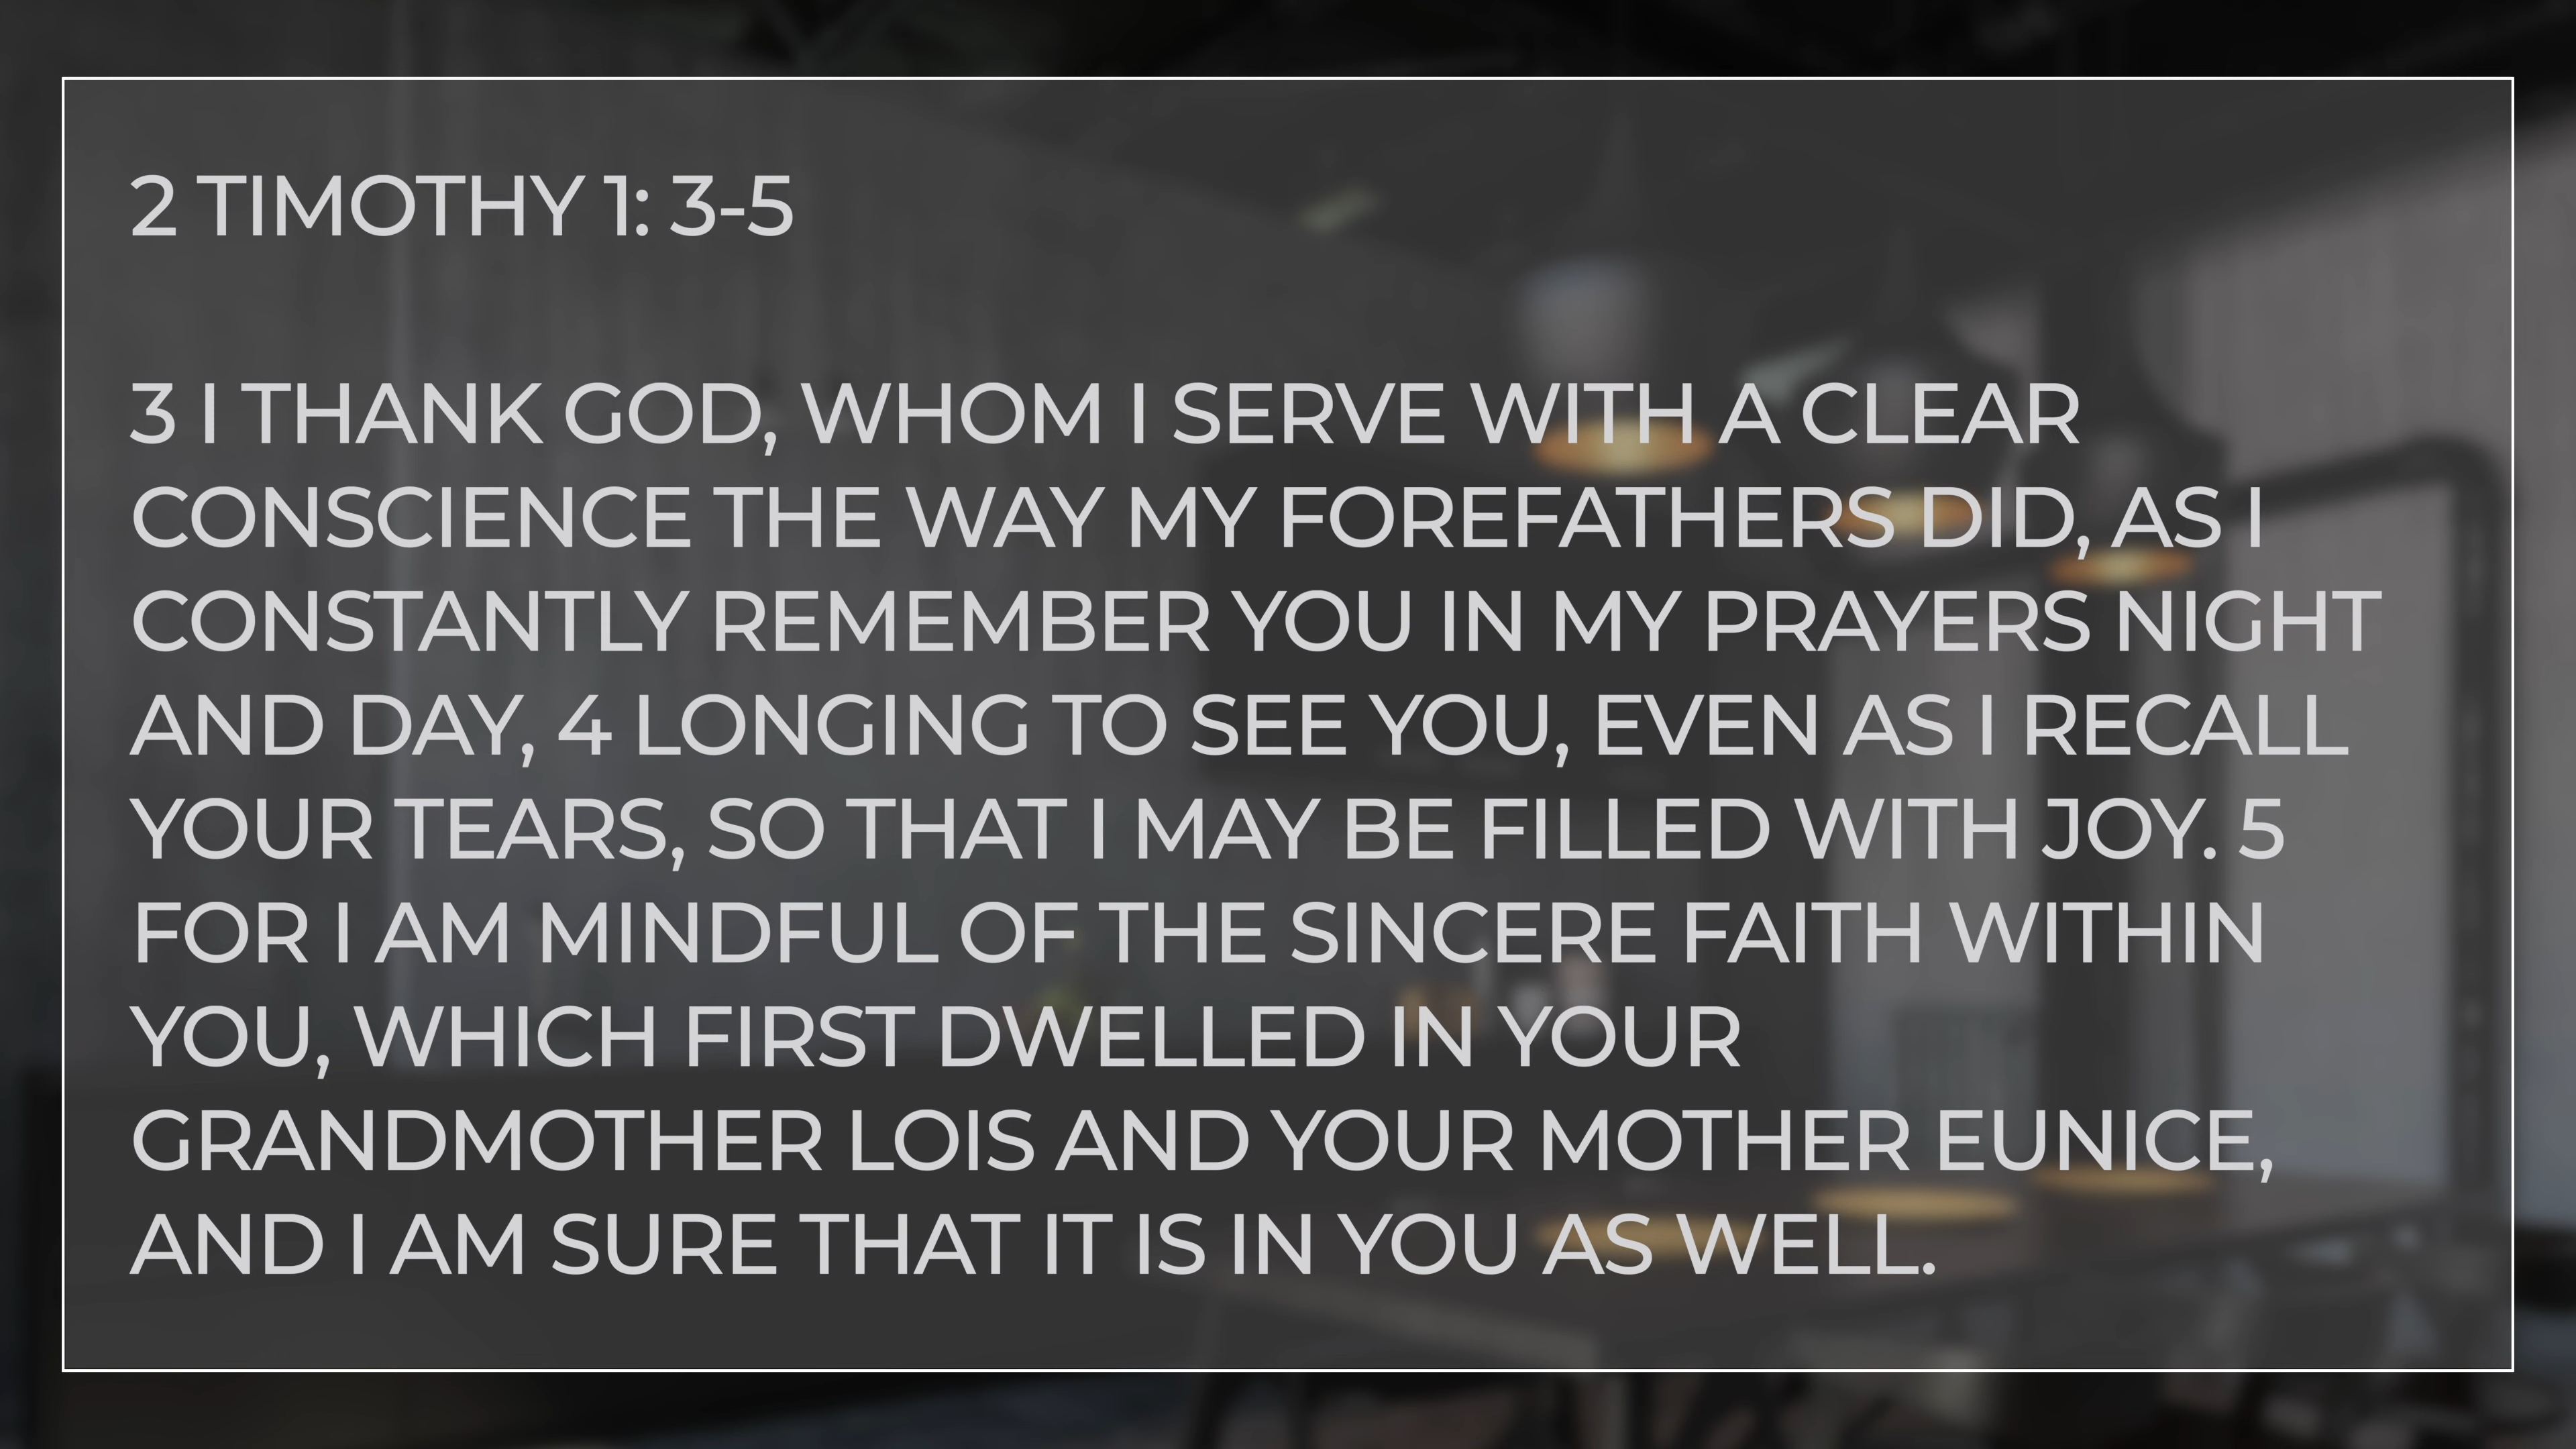 2 TIMOTHY 1: 3-5
3 I THANK GOD, WHOM I SERVE WITH A CLEAR
CONSCIENCE THE WAY MY FOREFATHERS DID, AS I
CONSTANTLY REMEMBER YOU IN MY PRAYERS NIGHT
AND DAY, 4 LONGING TO SEE YOU, EVEN AS I RECALL
YOUR TEARS, SO THAT I MAY BE FILLED WITH JOY. 5
FOR I AM MINDFUL OF THE SINCERE FAITH WITHIN
YOU, WHICH FIRST DWELLED IN YOUR
GRANDMOTHER LOIS AND YOUR MOTHER EUNICE,
AND I AM SURE THAT IT IS IN YOU AS WELL.